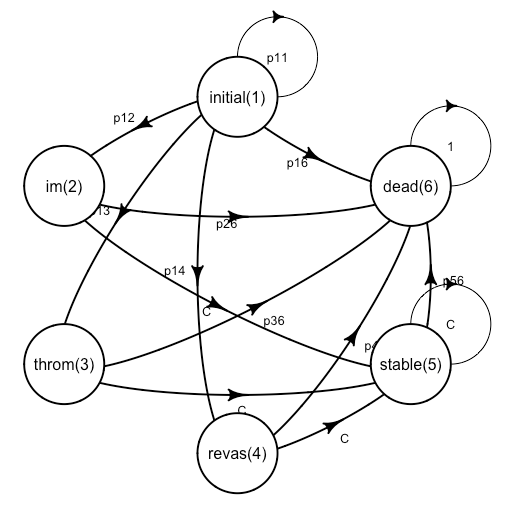 p11
initial(1)
p12
1
p16
im(2)
dead(6)
13
p26
p14
p56
C
p36
C
p4
throm(3)
stable(5)
C
C
revas(4)